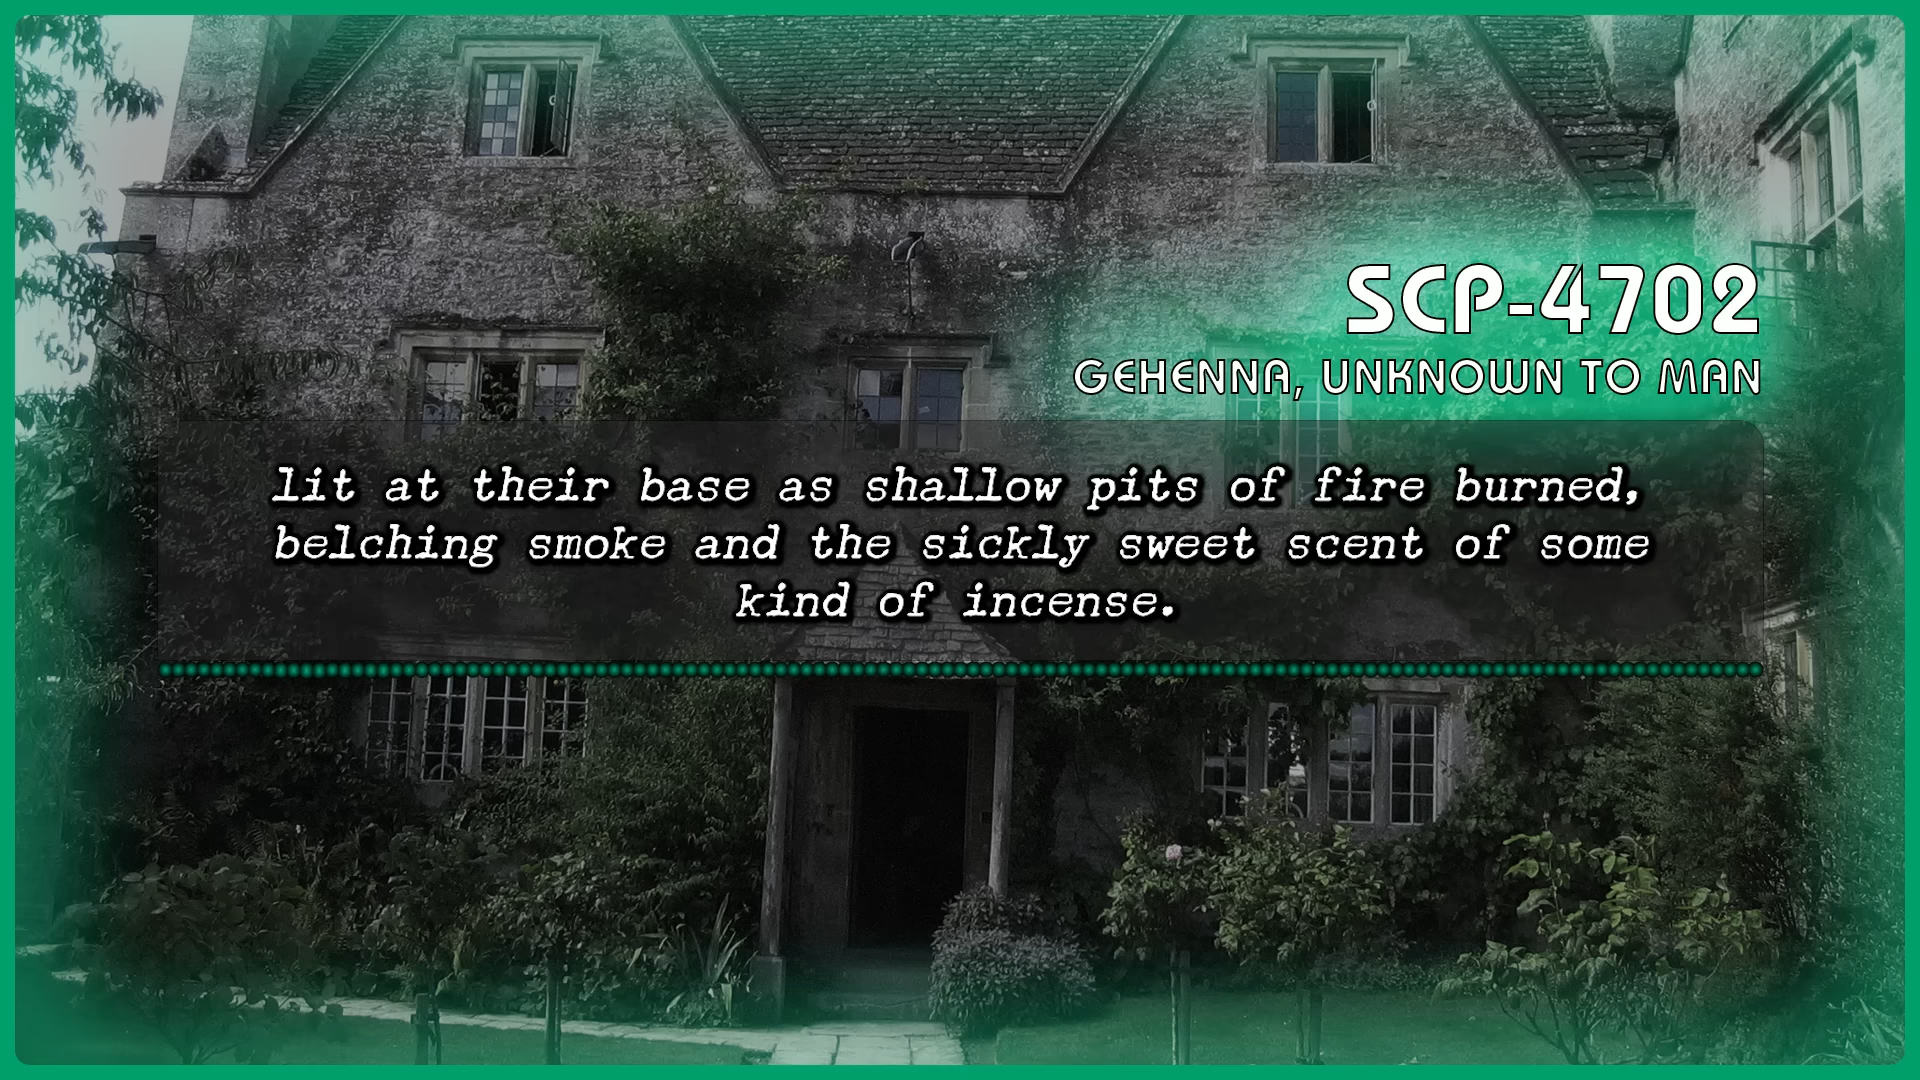 SCP-4702
GEHENNA, UNKNOWN TO MAN
lit at their base as shallow pits of fire burned,
belching smoke and the sickly sweet scent of some
kind of incense.